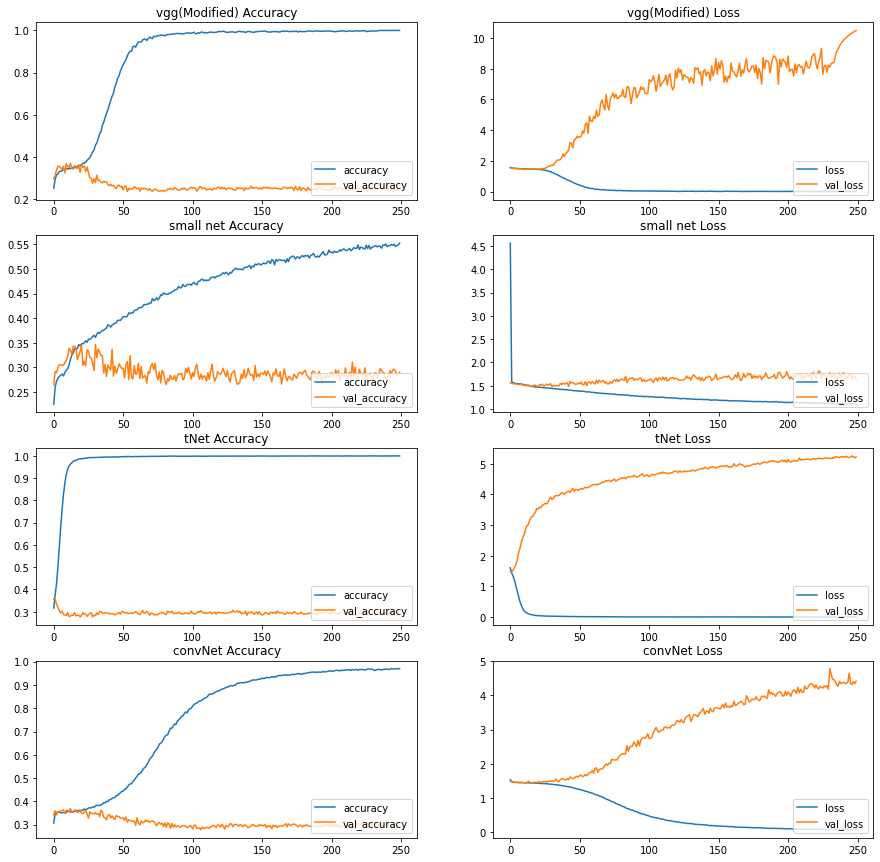 vgg(Modified) Accuracy
1.0
0.8
0.6
0.4
0.2
0 50 100 150 200 250
accuracy
val_accuracy
vgg(Modified) Loss
10
8
6
4
2
0
0 50 100 150 200 250
loss
val_loss
small net Accuracy
0.55
0.50
0.45
0.40
0.35
0.30
0.25
0 50 100 150 200 250
accuracy
val_accuracy
small net Loss
4.5
4.0
3.5
3.0
2.5
2.0
1.5
1.0
0 50 100 150 200 250
loss
val_loss
tNet Accuracy
1.0
0.9
0.8
0.7
0.6
0.5
0.4
0.3
0 50 100 150 200 250
accuracy
val_accuracy
tNet Loss
5
4
3
2
1
0
0 50 100 150 200 250
loss
val_loss
convNet Accuracy
1.0
0.9
0.8
0.7
0.6
0.5
0.4
0.3
0 50 100 150 200 250
accuracy
val_accuracy
convNet Loss
5
4
3
2
1
0
0 50 100 150 200 250
loss
val_loss